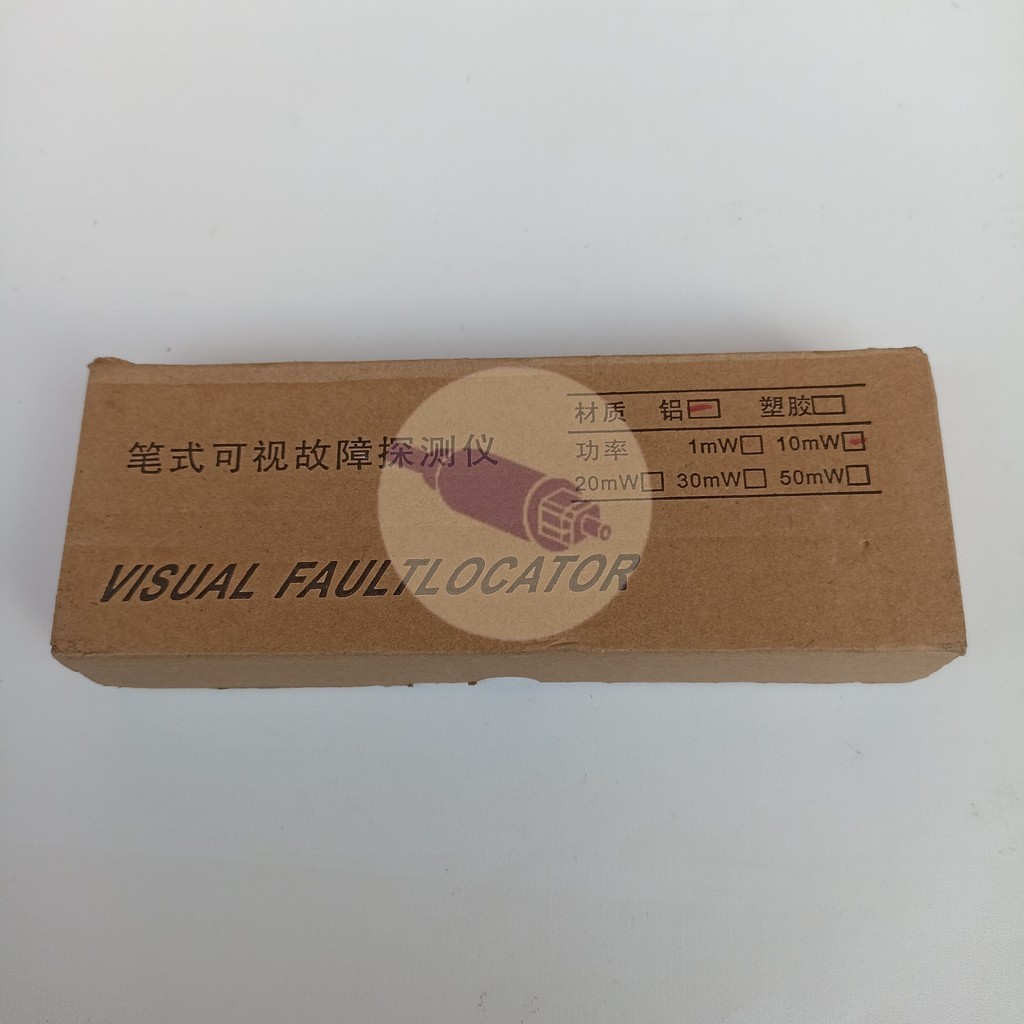 笔式可视故障探测仪
VISUAL FAULTLOCATOR
材质 铝 塑胶
功率 1mW 10mW
20mW 30mW 50mW